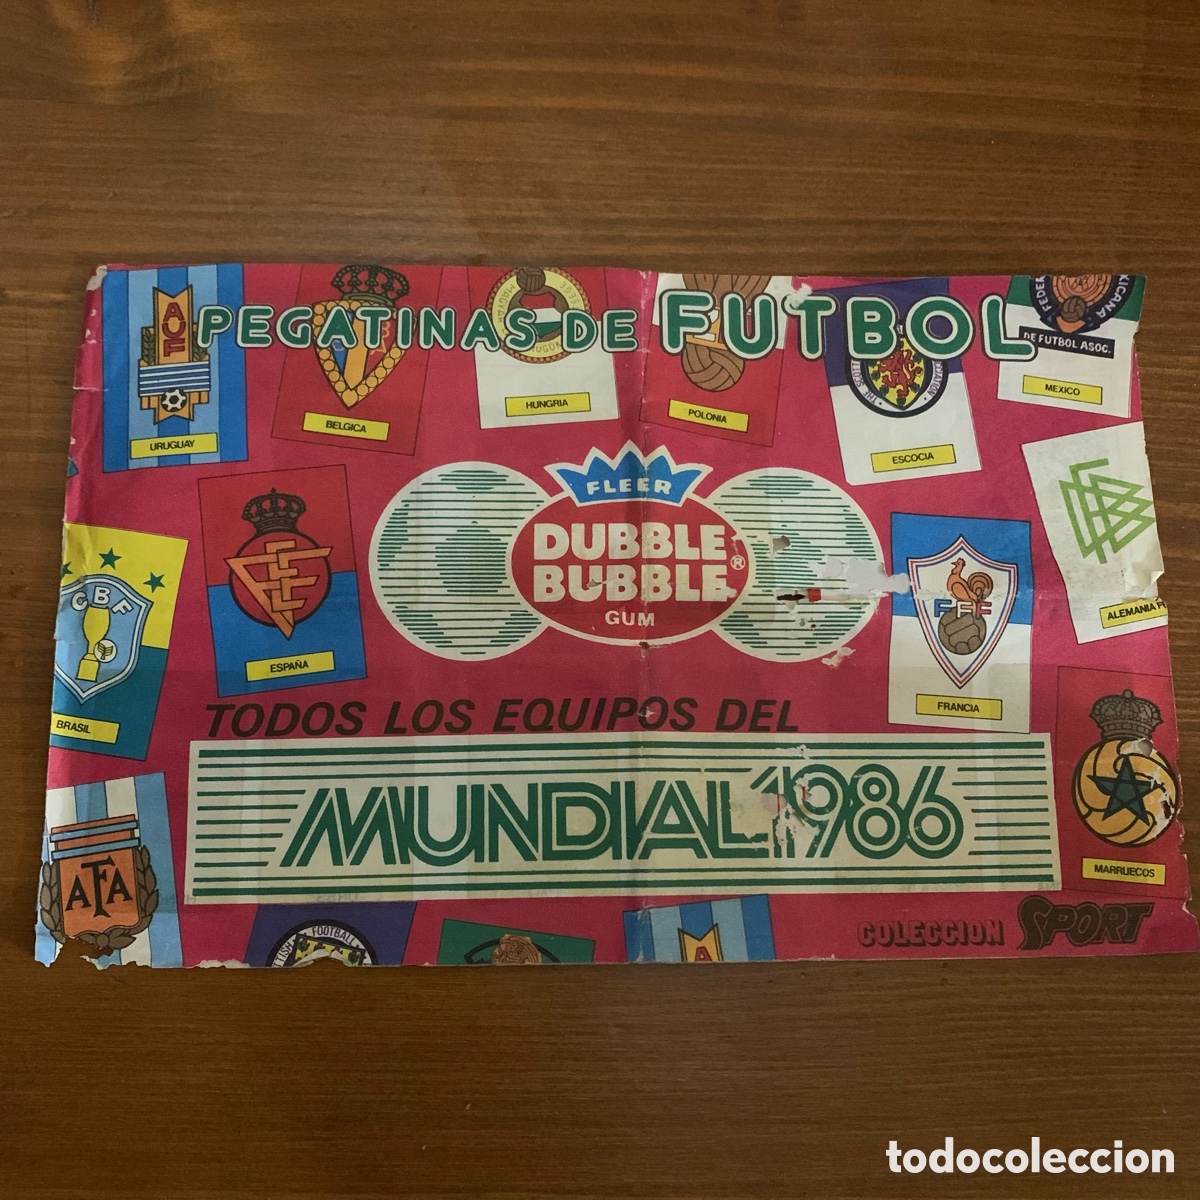 PEGATINAS DE FUTBOL
AUF
URUGUAY
BELGICA
HUNGRIA
POLONIA
ESCOCIA
DE FUTBOL ASOC.
MEXICO
FLEER
DUBBLE
BUBBLE®
GUM
ESPAÑA
CBF
BRASIL
FFF
FRANCIA
ALEMANIA F
TODOS LOS EQUIPOS DEL
MUNDIAL 1986
MARRUECOS
AFA
FOOTBALL
COLECCION SPORT
todocoleccion